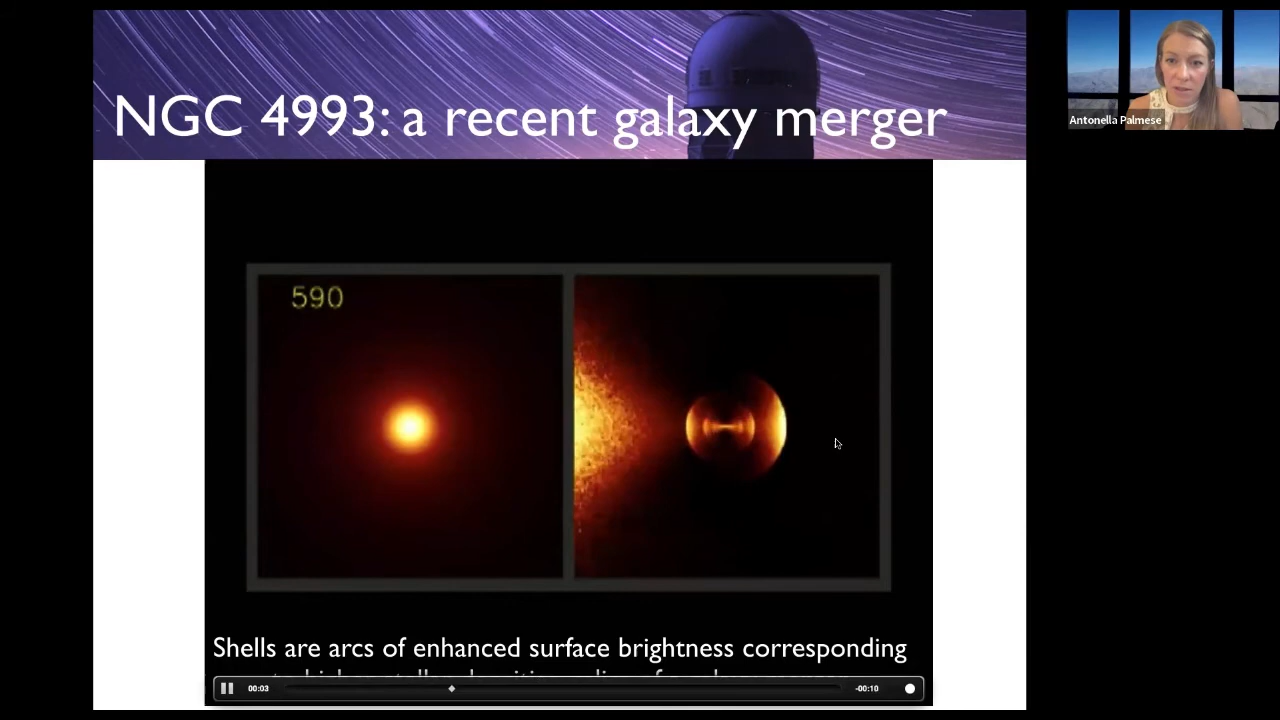 NGC 4993: a recent galaxy merger
Antonella Palmese
590
Shells are arcs of enhanced surface brightness corresponding
00:03
-00:10